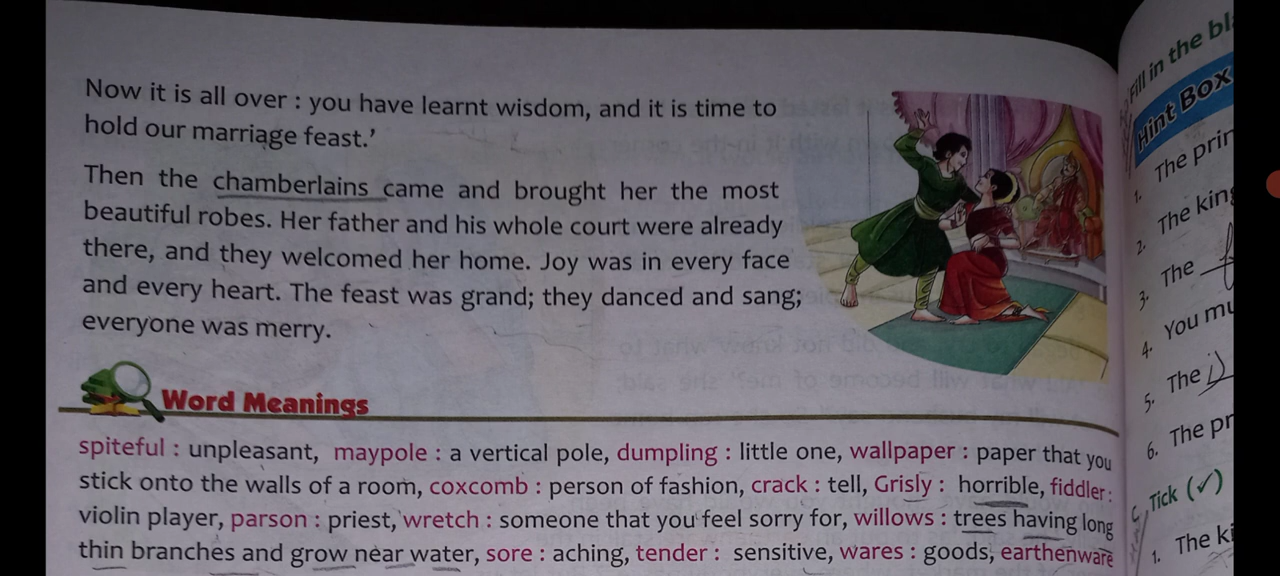 Now it is all over : you have learnt wisdom, and it is time to
hold our marriage feast.'
Then the chamberlains came and brought her the most
beautiful robes. Her father and his whole court were already
there, and they welcomed her home. Joy was in every face
and every heart. The feast was grand; they danced and sang;
everyone was merry.
Word Meanings
spiteful : unpleasant, maypole : a vertical pole, dumpling : little one, wallpaper : paper that you
stick onto the walls of a room, coxcomb : person of fashion, crack : tell, Grisly : horrible, fiddler :
violin player, parson : priest, wretch : someone that you feel sorry for, willows : trees having long
thin branches and grow near water, sore : aching, tender : sensitive, wares : goods, earthenware
Fill in the
Hint Box
1. The
2. The
3. The
4. You
5. The
6. The
Tick (✓)
1. The